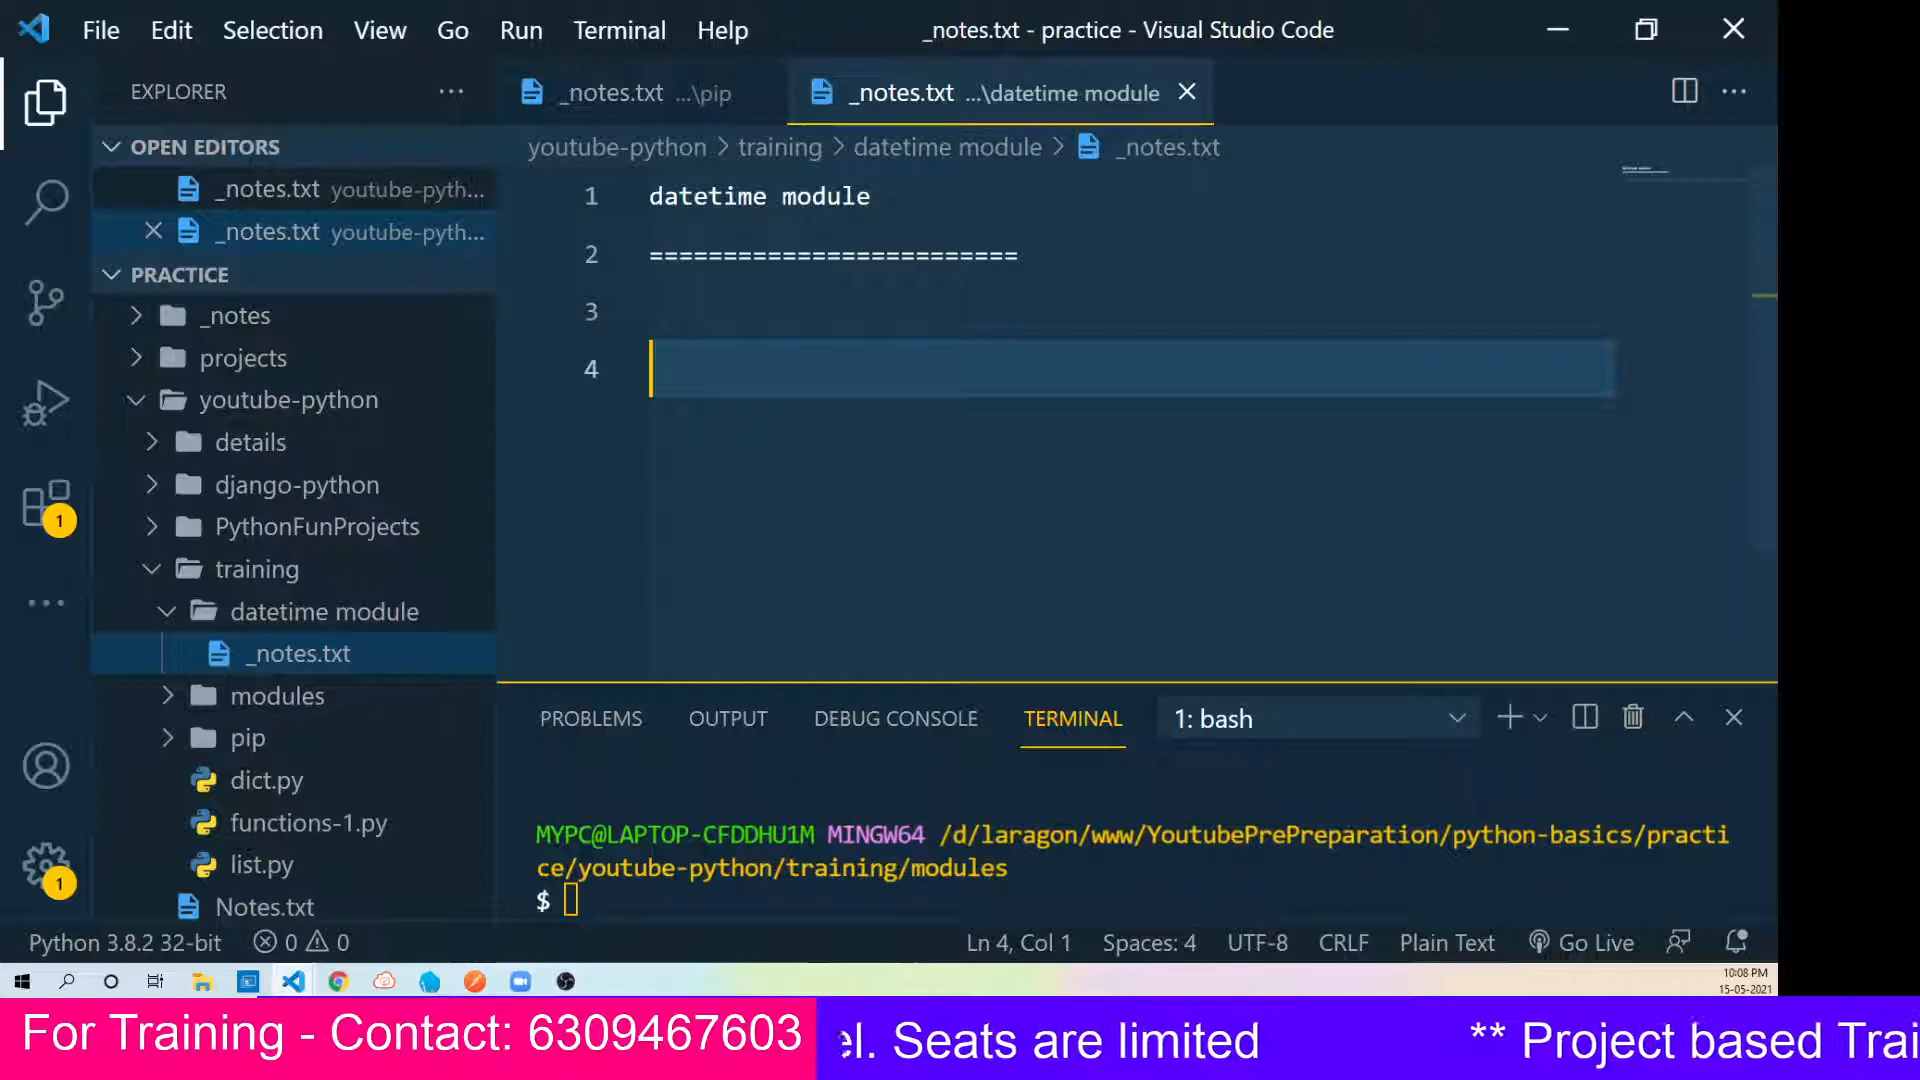 File Edit Selection View Go Run Terminal Help
_notes.txt - practice - Visual Studio Code
EXPLORER
_notes.txt ...\pip
_notes.txt ...\datetime module
OPEN EDITORS
_notes.txt youtube-pyth...
_notes.txt youtube-pyth...
PRACTICE
_notes
projects
youtube-python
details
django-python
PythonFunProjects
training
datetime module
_notes.txt
modules
pip
dict.py
functions-1.py
list.py
Notes.txt
1
1
youtube-python > training > datetime module > _notes.txt
1 datetime module
2 =========================
3
4
PROBLEMS OUTPUT DEBUG CONSOLE TERMINAL 1: bash
MYPC@LAPTOP-CFDDHU1M MINGW64 /d/laragon/www/YoutubePrePreparation/python-basics/practi
ce/youtube-python/training/modules
$
Python 3.8.2 32-bit 0 0 Ln 4, Col 1 Spaces: 4 UTF-8 CRLF Plain Text Go Live
10:08 PM
15-05-2021
For Training - Contact: 6309467603
el. Seats are limited ** Project based Trai